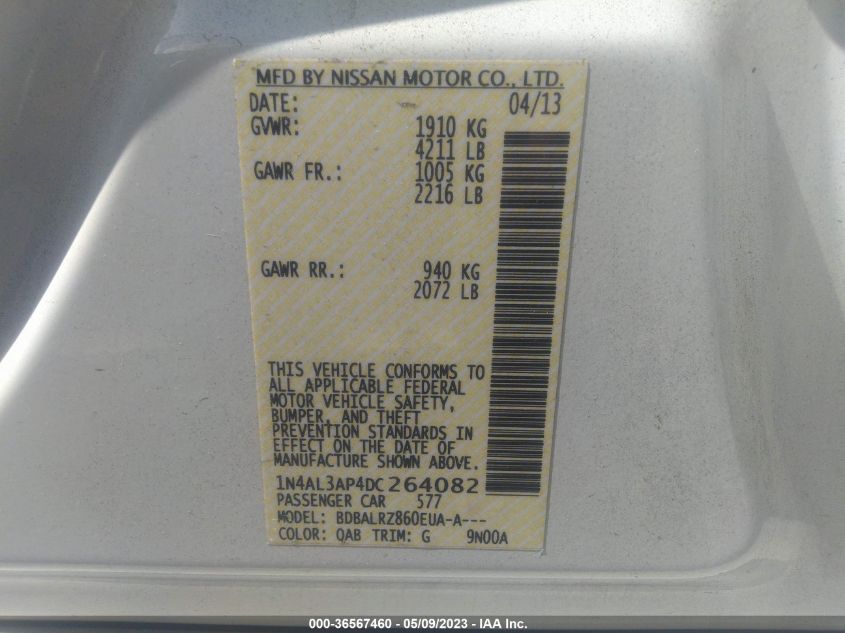 MFD BY NISSAN MOTOR CO., LTD.
DATE: 04/13
GVWR: 1910 KG
4211 LB
GAWR FR.: 1005 KG
2216 LB
GAWR RR.: 940 KG
2072 LB
THIS VEHICLE CONFORMS TO
ALL APPLICABLE FEDERAL
MOTOR VEHICLE SAFETY,
BUMPER, AND THEFT
PREVENTION STANDARDS IN
EFFECT ON THE DATE OF
MANUFACTURE SHOWN ABOVE.
1N4AL3AP4DC264082
PASSENGER CAR 577
MODEL: BDBALRZ860EUA-A---
COLOR: QAB TRIM: G 9N00A
000-36567460 - 05/09/2023 - IAA Inc.